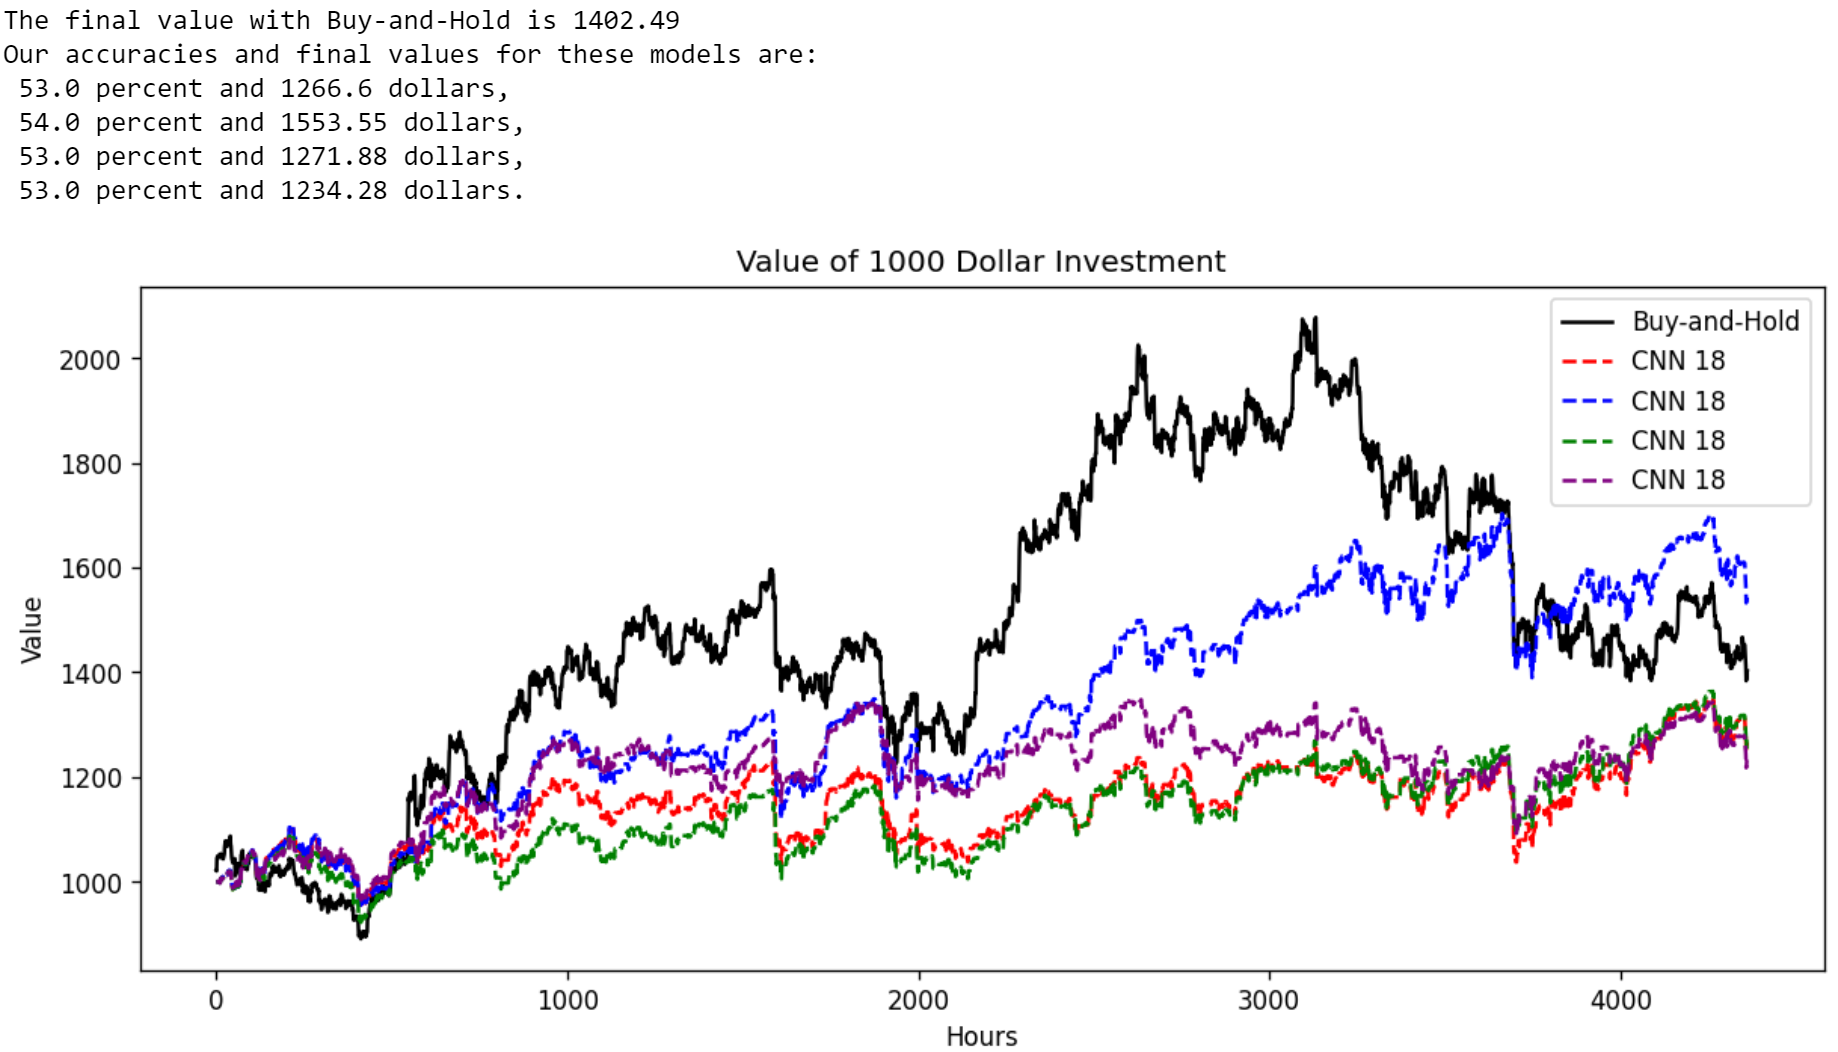 The final value with Buy-and-Hold is 1402.49
Our accuracies and final values for these models are:
53.0 percent and 1266.6 dollars,
54.0 percent and 1553.55 dollars,
53.0 percent and 1271.88 dollars,
53.0 percent and 1234.28 dollars.
Value of 1000 Dollar Investment
Buy-and-Hold
CNN 18
CNN 18
CNN 18
CNN 18
2000
1800
1600
1400
1200
1000
Value
0 1000 2000 3000 4000
Hours